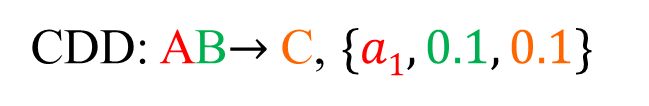 CDD: AB→ C, {a₁, 0.1, 0.1}